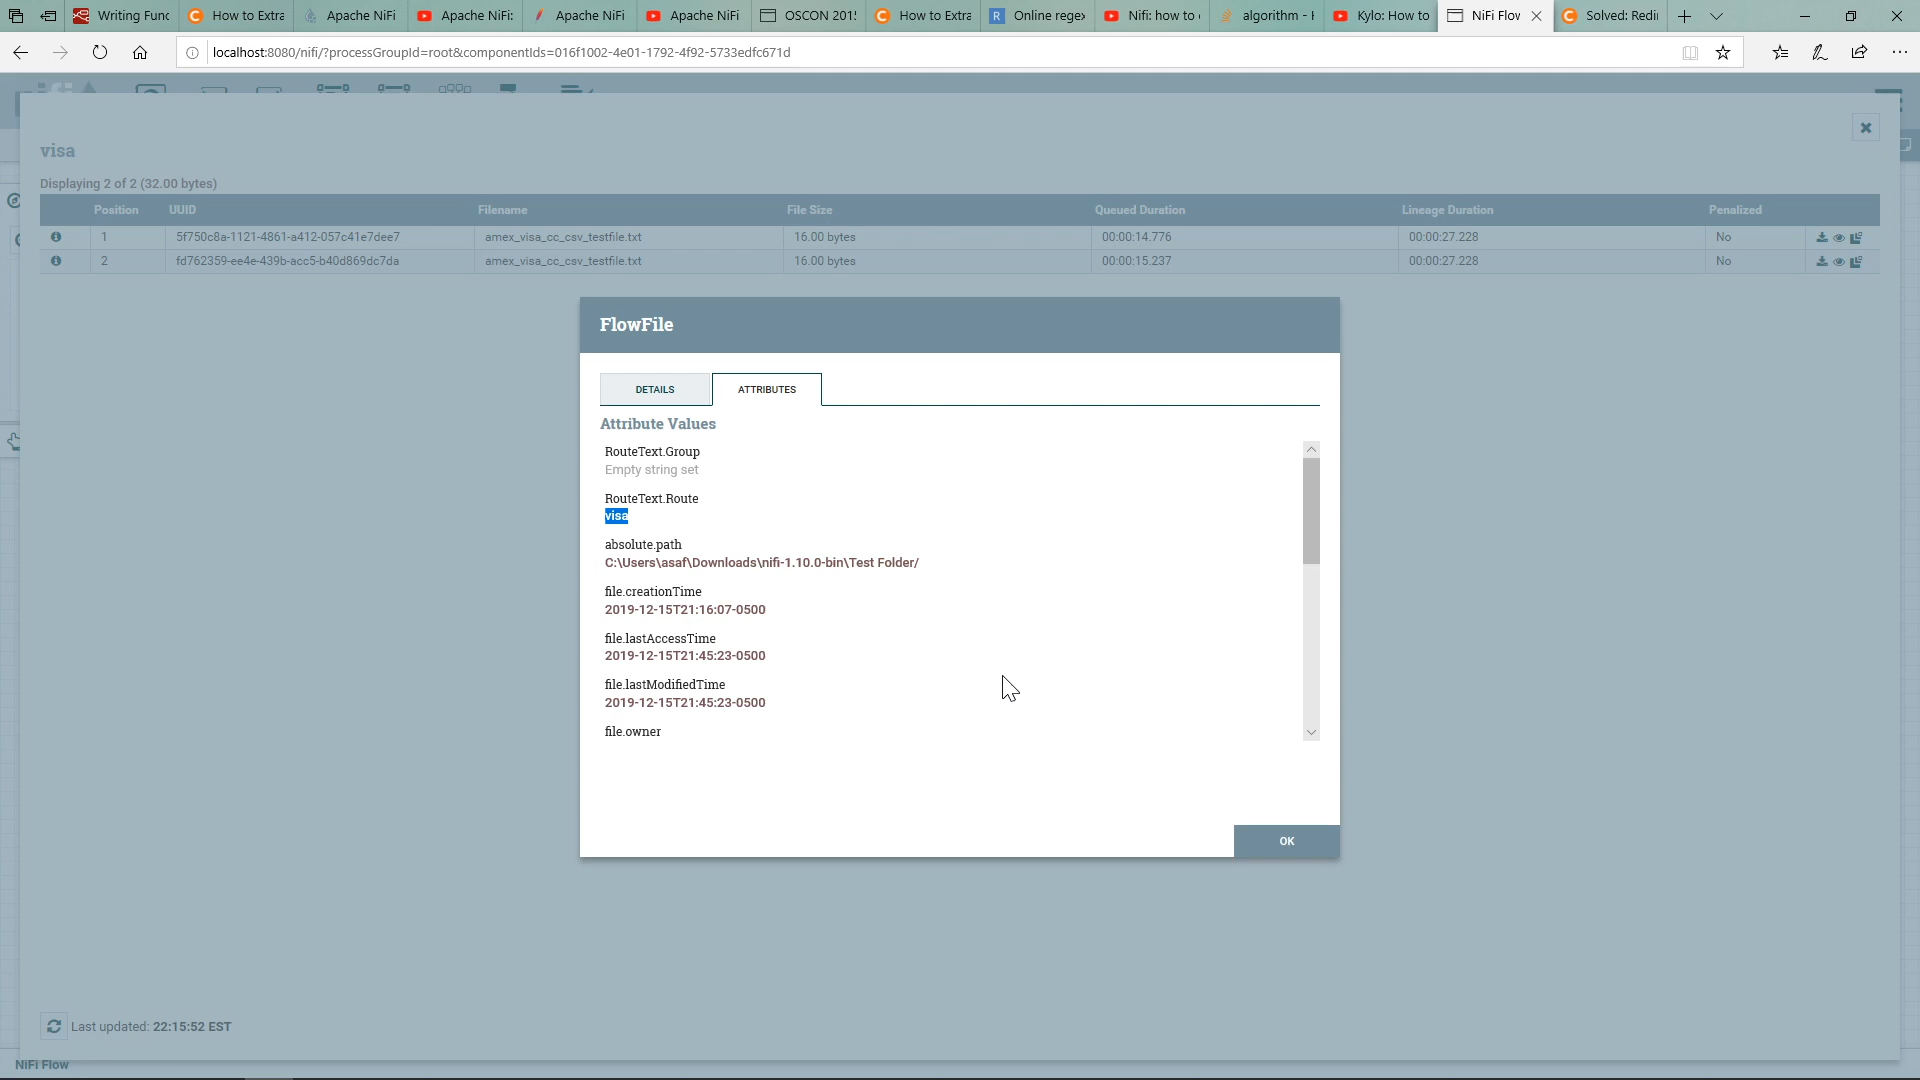 Writing Func
How to Extra
Apache NiFi
Apache NiFi:
Apache NiFi
Apache NiFi
OSCON 201!
How to Extra
Online regex
Nifi: how to
algorithm -
Kylo: How to
NiFi Flow
Solved: Redi
localhost:8080/nifi/?processGroupId=root&componentIds=016f1002-4e01-1792-4f92-5733edfc671d
visa
Displaying 2 of 2 (32.00 bytes)
Position UUID Filename File Size Queued Duration Lineage Duration Penalized
1 5f750c8a-1121-4861-a412-057c41e7dee7 amex_visa_cc_csv_testfile.txt 16.00 bytes 00:00:14.776 00:00:27.228 No
2 fd762359-ee4e-439b-acc5-b40d869dc7da amex_visa_cc_csv_testfile.txt 16.00 bytes 00:00:15.237 00:00:27.228 No
FlowFile
DETAILS ATTRIBUTES
Attribute Values
RouteText.Group
Empty string set
RouteText.Route
visa
absolute.path
C:\Users\asaf\Downloads\nifi-1.10.0-bin\Test Folder/
file.creationTime
2019-12-15T21:16:07-0500
file.lastAccessTime
2019-12-15T21:45:23-0500
file.lastModifiedTime
2019-12-15T21:45:23-0500
file.owner
OK
Last updated: 22:15:52 EST
NiFi Flow